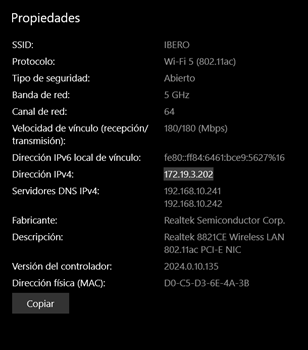 Propiedades
SSID: IBERO
Protocolo: Wi-Fi 5 (802.11ac)
Tipo de seguridad: Abierto
Banda de red: 5 GHz
Canal de red: 64
Velocidad de vínculo (recepción/ 180/180 (Mbps)
transmisión):
Dirección IPv6 local de vínculo: fe80::ff84:6461:bce9:5627%16
Dirección IPv4: 172.19.3.202
Servidores DNS IPv4: 192.168.10.241
192.168.10.242
Fabricante: Realtek Semiconductor Corp.
Descripción: Realtek 8821CE Wireless LAN
802.11ac PCI-E NIC
Versión del controlador: 2024.0.10.135
Dirección física (MAC): D0-C5-D3-6E-4A-3B
Copiar